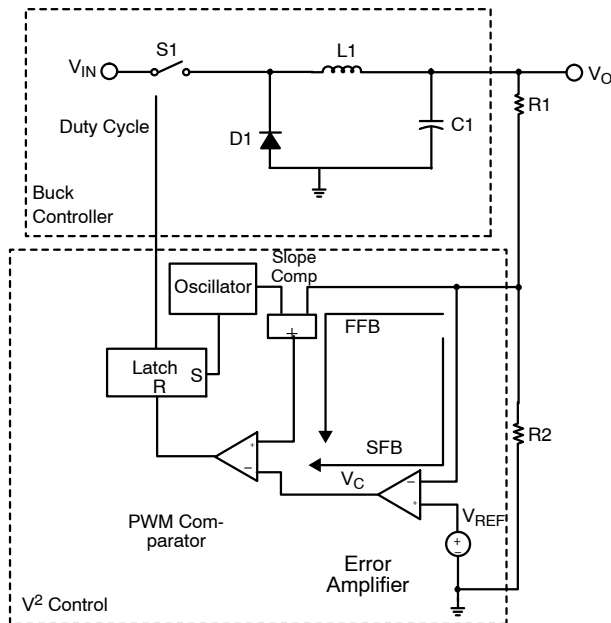 S1
L1
V_IN
V_O
R1
Duty Cycle
D1
C1
Buck
Controller
Slope
Comp
Oscillator
+
FFB
Latch
S
R
R2
+
−
SFB
V_C
−
+
V_REF
PWM Com-
parator
+
−
Error
Amplifier
V² Control